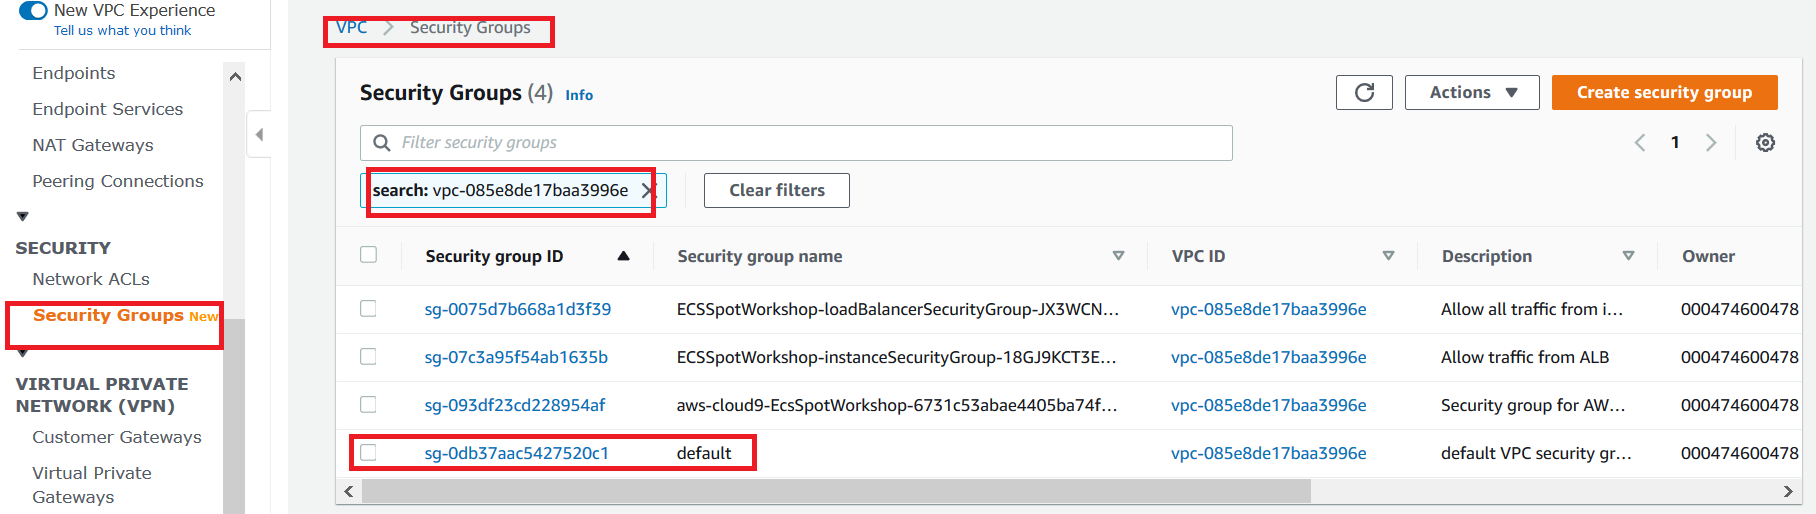 New VPC Experience
Tell us what you think
Endpoints
Endpoint Services
NAT Gateways
Peering Connections
SECURITY
Network ACLs
Security Groups New
VIRTUAL PRIVATE
NETWORK (VPN)
Customer Gateways
Virtual Private
Gateways
VPC > Security Groups
Security Groups (4) Info
Actions
Create security group
Filter security groups
1
search: vpc-085e8de17baa3996e
Clear filters
Security group ID Security group name VPC ID Description Owner
sg-0075d7b668a1d3f39 ECSSpotWorkshop-loadBalancerSecurityGroup-JX3WCN... vpc-085e8de17baa3996e Allow all traffic from i... 000474600478
sg-07c3a95f54ab1635b ECSSpotWorkshop-instanceSecurityGroup-18GJ9KCT3E... vpc-085e8de17baa3996e Allow traffic from ALB 000474600478
sg-093df23cd228954af aws-cloud9-EcsSpotWorkshop-6731c53abae4405ba74f... vpc-085e8de17baa3996e Security group for AW... 000474600478
sg-0db37aac5427520c1 default vpc-085e8de17baa3996e default VPC security gr... 000474600478